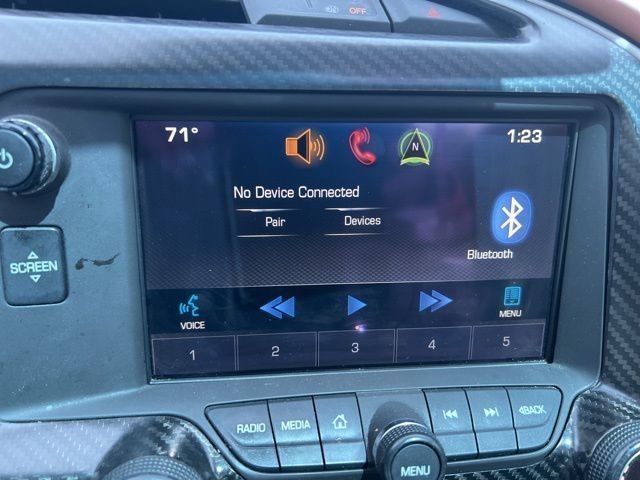 OFF
71°
N
1:23
No Device Connected
Pair
Devices
Bluetooth
SCREEN
VOICE
MENU
1
2
3
4
5
RADIO
MEDIA
BACK
MENU